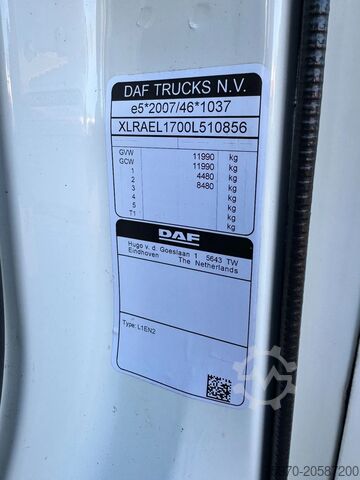 DAF TRUCKS N.V.
e5*2007/46*1037
XLRAEL1700L510856
GVW 11990 kg
GCW 11990 kg
1 4480 kg
2 8480 kg
3 kg
4 kg
5 kg
T1 kg
DAF
Hugo v. d. Goeslaan 1 5643 TW
Eindhoven The Netherlands
Type: L1EN2
70-20587200